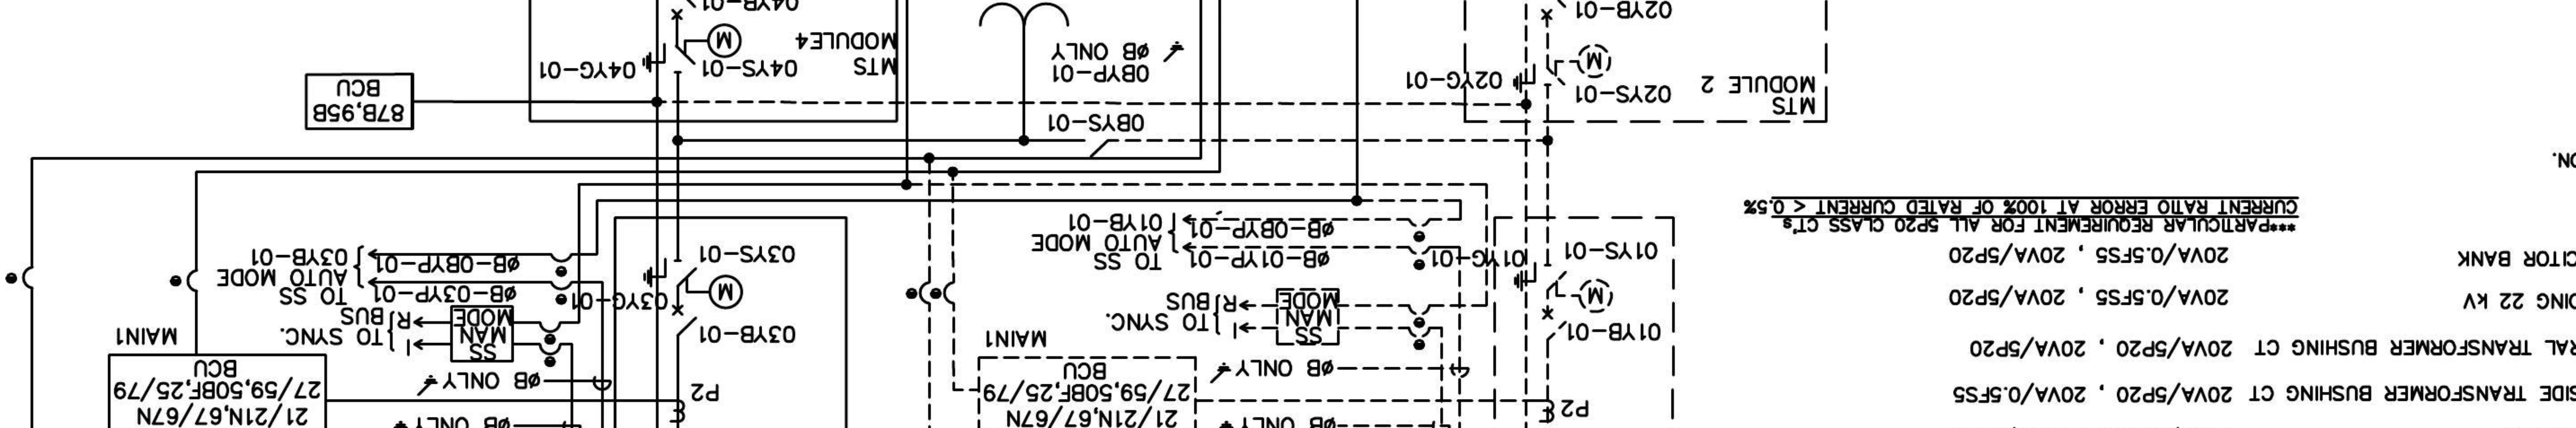 SIDE TRANSFORMER BUSHING CT 20VA/5P20 , 20VA/0.5FS5
RAL TRANSFORMER BUSHING CT 20VA/5P20 , 20VA/5P20
DING 22 kV 20VA/0.5FS5 , 20VA/5P20
CITOR BANK 20VA/0.5FS5 , 20VA/5P20
***PARTICULAR REQUIREMENT FOR ALL 5P20 CLASS CT's
CURRENT RATIO ERROR AT 100% OF RATED CURRENT < 0.5%
ON.
P2
01YB-01
M
01YS-01
01YG-01
ØB ONLY
ØB ONLY
21/21N,67/67N
27/59,50BF,25/79
BCU
MAIN1
SS
MAN
MODE
I
R
TO SYNC.
BUS
ØB-01YP-01
ØB-0BYP-01
TO SS
AUTO MODE
01YB-01
MTS
MODULE 2
02YS-01
M
02YG-01
02YB-01
0BYS-01
0BYP-01
ØB ONLY
P2
03YB-01
M
03YS-01
03YG-01
ØB ONLY
ØB ONLY
21/21N,67/67N
27/59,50BF,25/79
BCU
MAIN1
SS
MAN
MODE
I
R
TO SYNC.
BUS
ØB-03YP-01
ØB-0BYP-01
TO SS
AUTO MODE
03YB-01
MTS
MODULE4
04YS-01
M
04YG-01
04YB-01
87B,95B
BCU